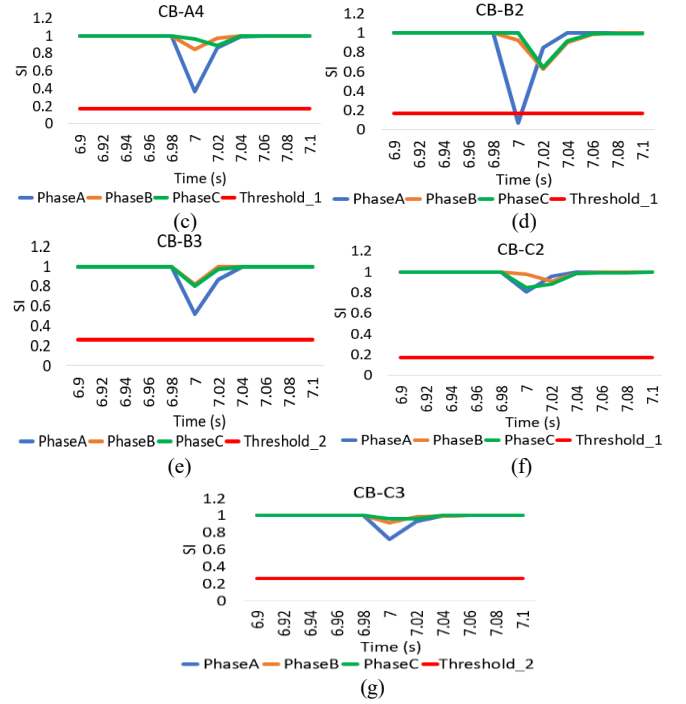 CB-A4
1.2
1
0.8
0.6
0.4
0.2
0
SI
6.9 6.92 6.94 6.96 6.98 7 7.02 7.04 7.06 7.08 7.1
Time (s)
PhaseA PhaseB PhaseC Threshold_1
(c)
CB-B2
1.2
1
0.8
0.6
0.4
0.2
0
SI
6.9 6.92 6.94 6.96 6.98 7 7.02 7.04 7.06 7.08 7.1
Time (s)
PhaseA PhaseB PhaseC Threshold_1
(d)
CB-B3
1.2
1
0.8
0.6
0.4
0.2
0
SI
6.9 6.92 6.94 6.96 6.98 7 7.02 7.04 7.06 7.08 7.1
Time (s)
PhaseA PhaseB PhaseC Threshold_2
(e)
CB-C2
1.2
1
0.8
0.6
0.4
0.2
0
SI
6.9 6.92 6.94 6.96 6.98 7 7.02 7.04 7.06 7.08 7.1
Time (s)
PhaseA PhaseB PhaseC Threshold_1
(f)
CB-C3
1.2
1
0.8
0.6
0.4
0.2
0
SI
6.9 6.92 6.94 6.96 6.98 7 7.02 7.04 7.06 7.08 7.1
Time (s)
PhaseA PhaseB PhaseC Threshold_2
(g)